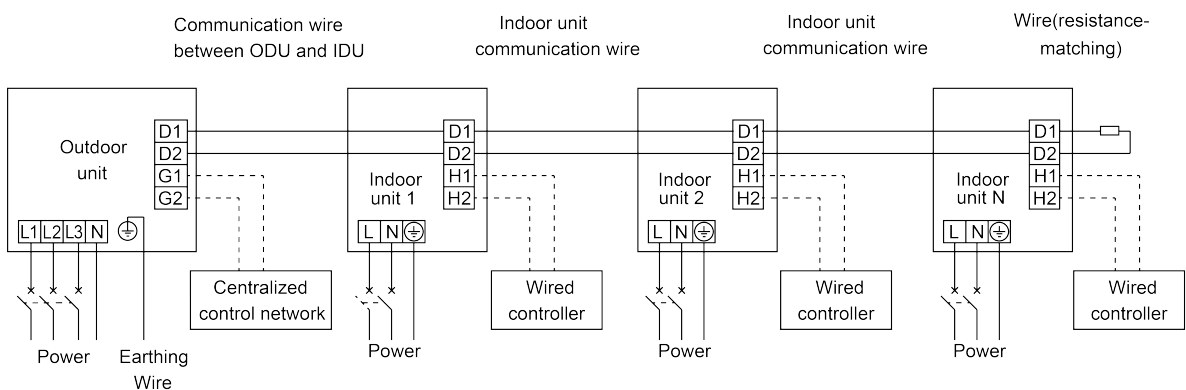 Communication wire
between ODU and IDU
Indoor unit
communication wire
Indoor unit
communication wire
Wire(resistance-
matching)
Outdoor
unit
D1
D2
G1
G2
L1 L2 L3 N
Power
Earthing
Wire
Centralized
control network
Indoor
unit 1
D1
D2
H1
H2
L N
Power
Wired
controller
Indoor
unit 2
D1
D2
H1
H2
L N
Power
Wired
controller
Indoor
unit N
D1
D2
H1
H2
L N
Power
Wired
controller